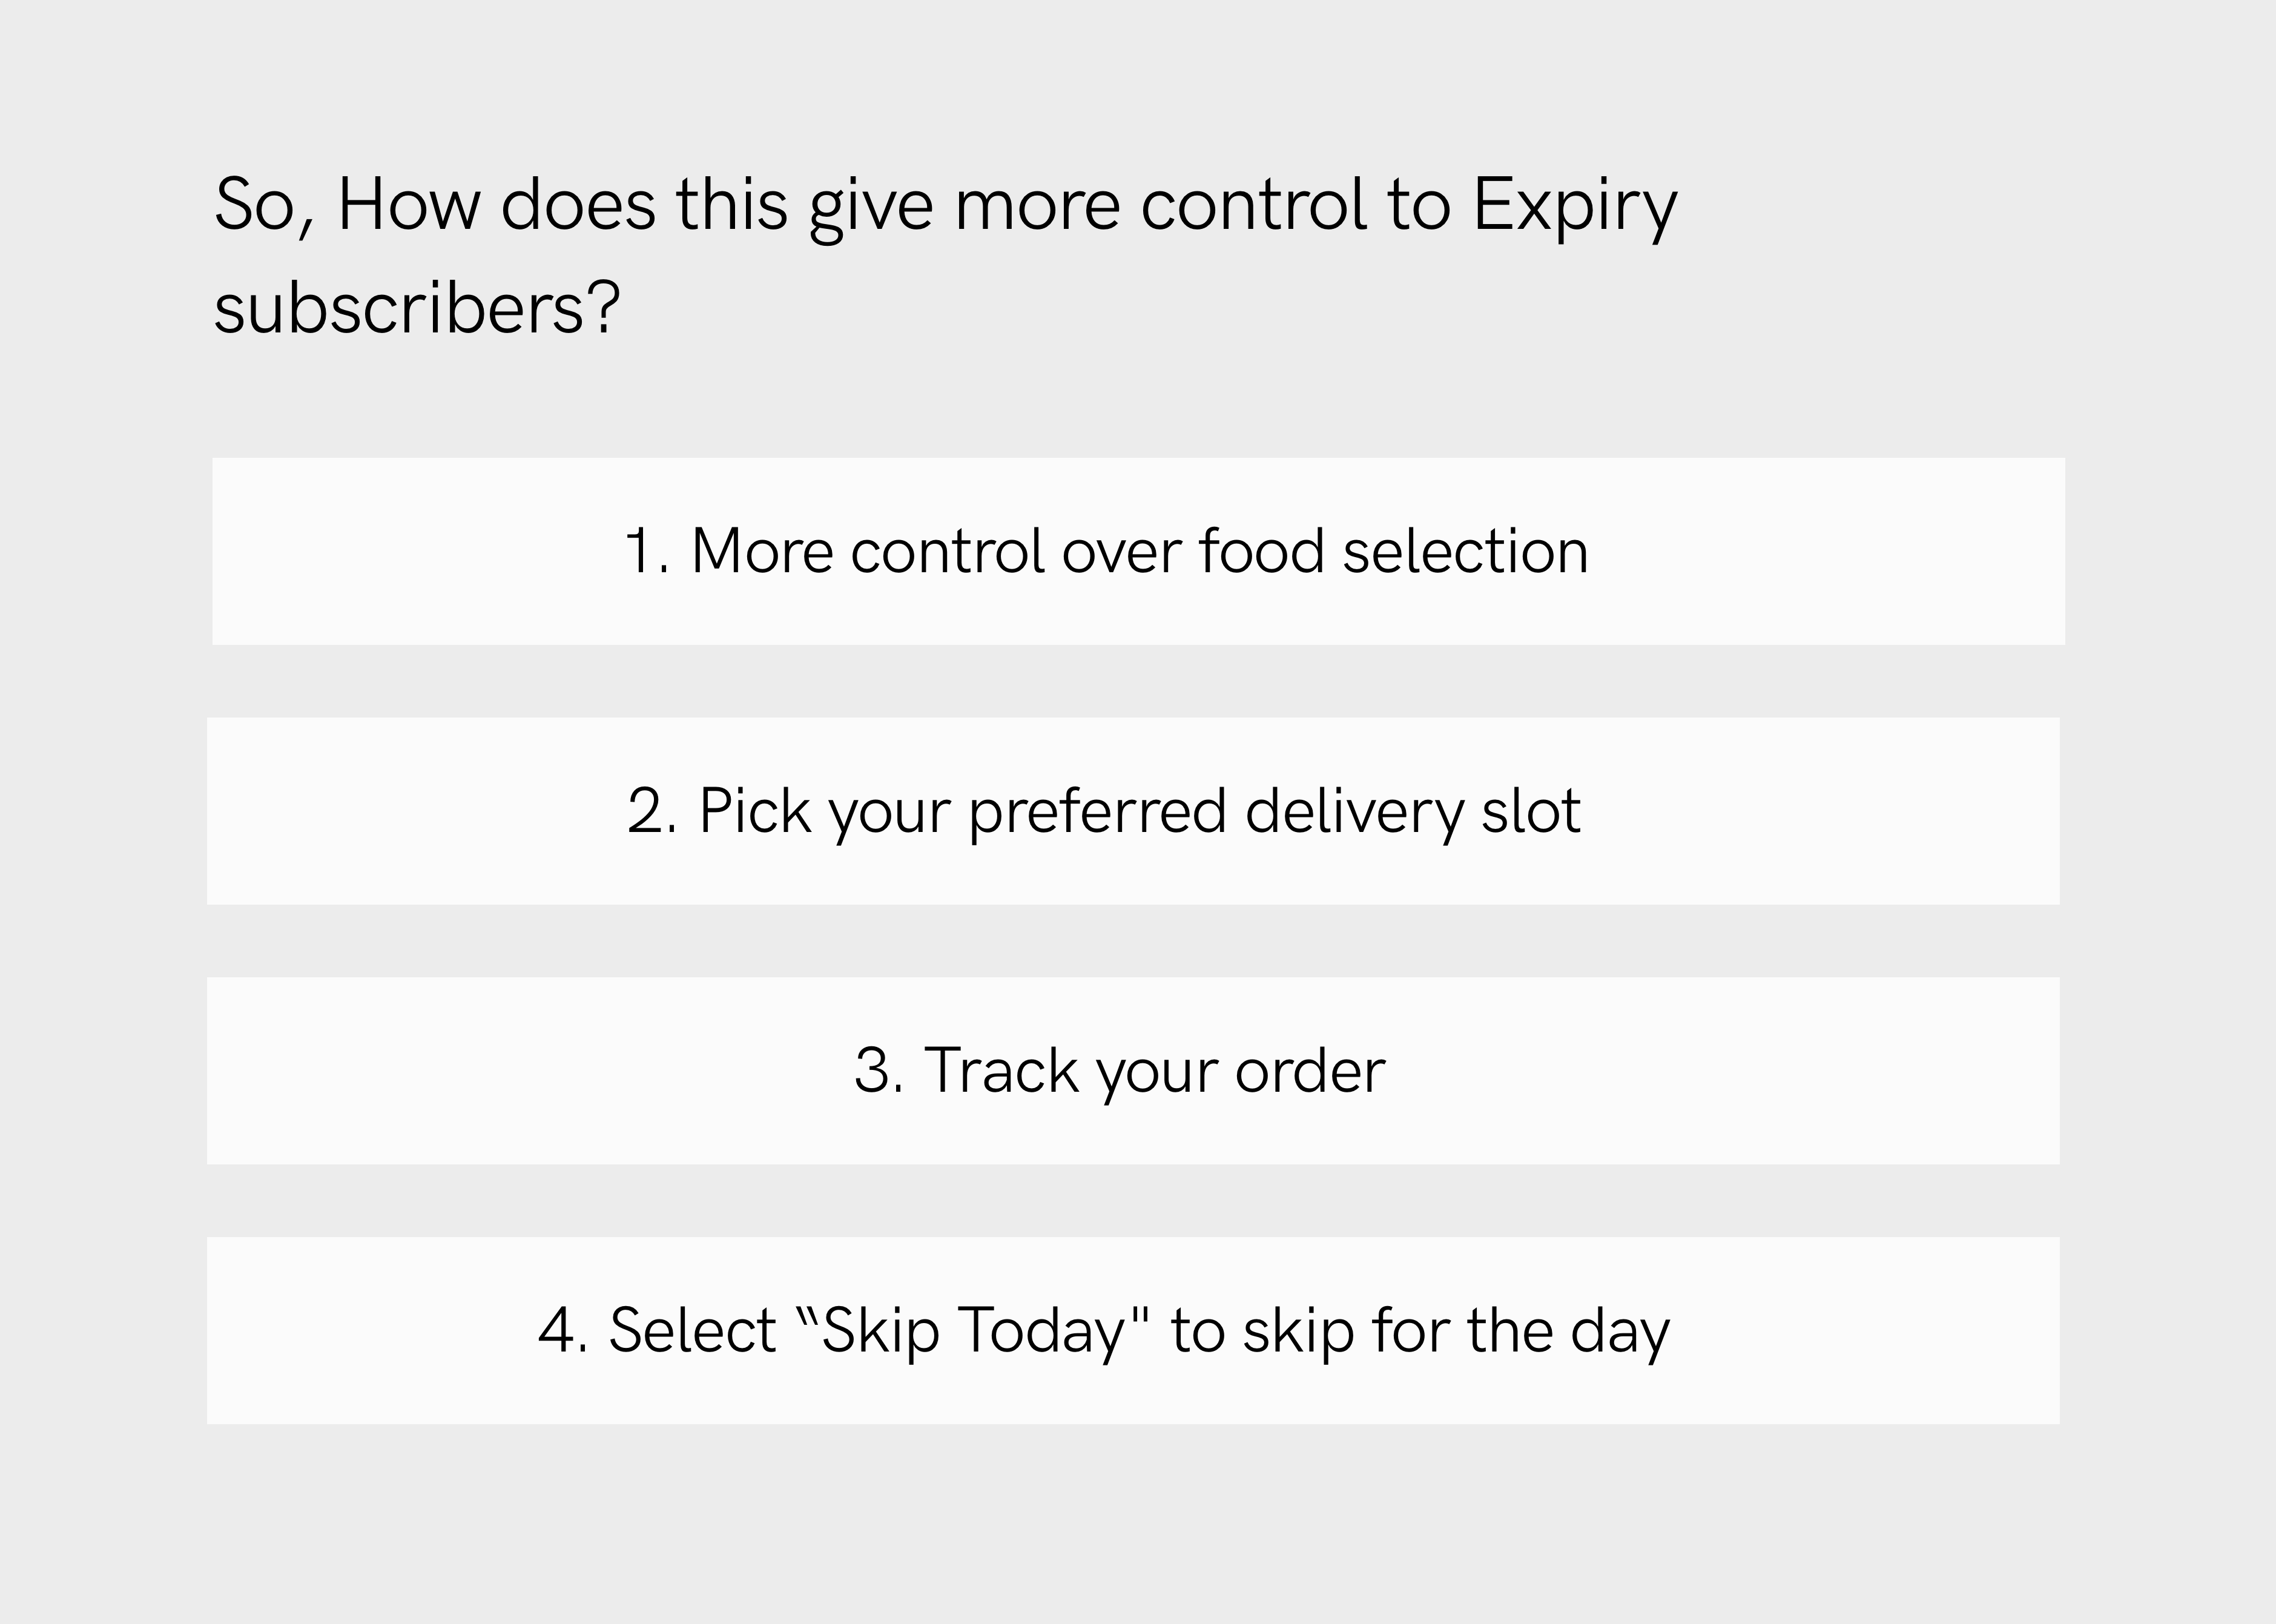 So, How does this give more control to Expiry
subscribers?
1. More control over food selection
2. Pick your preferred delivery slot
3. Track your order
4. Select “Skip Today" to skip for the day